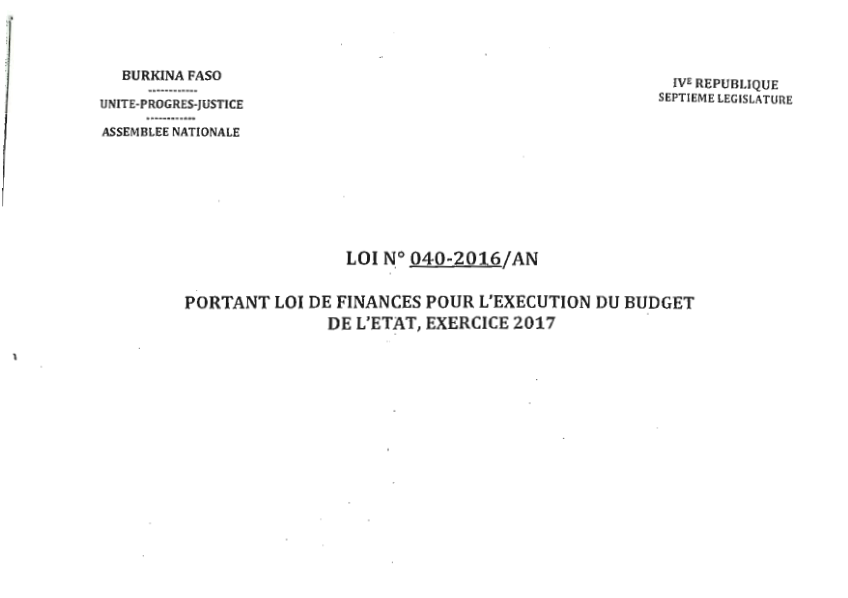 BURKINA FASO
------------
UNITE-PROGRES-JUSTICE
------------
ASSEMBLEE NATIONALE
IVE REPUBLIQUE
SEPTIEME LEGISLATURE
LOI N° 040-2016/AN
PORTANT LOI DE FINANCES POUR L'EXECUTION DU BUDGET
DE L'ETAT, EXERCICE 2017